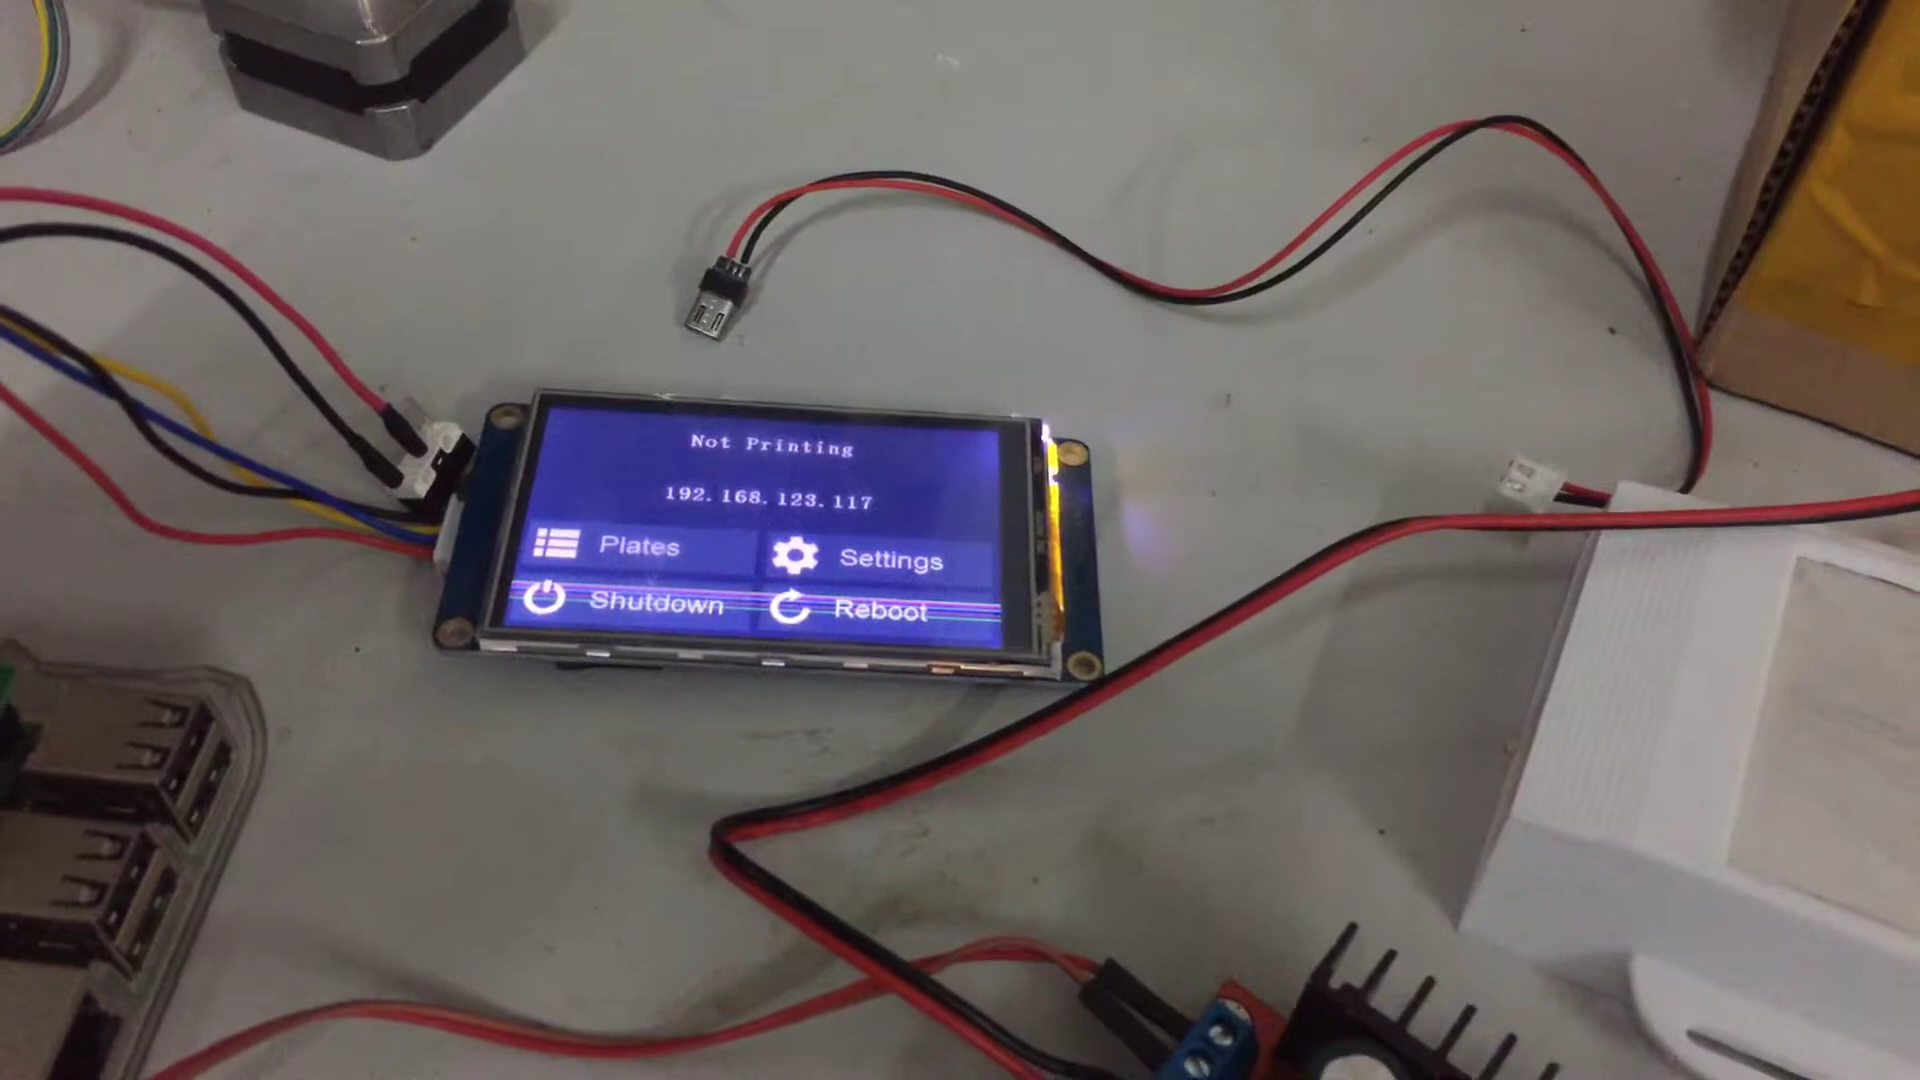 Not Printing
192.168.123.117
Plates
Settings
Shutdown
Reboot